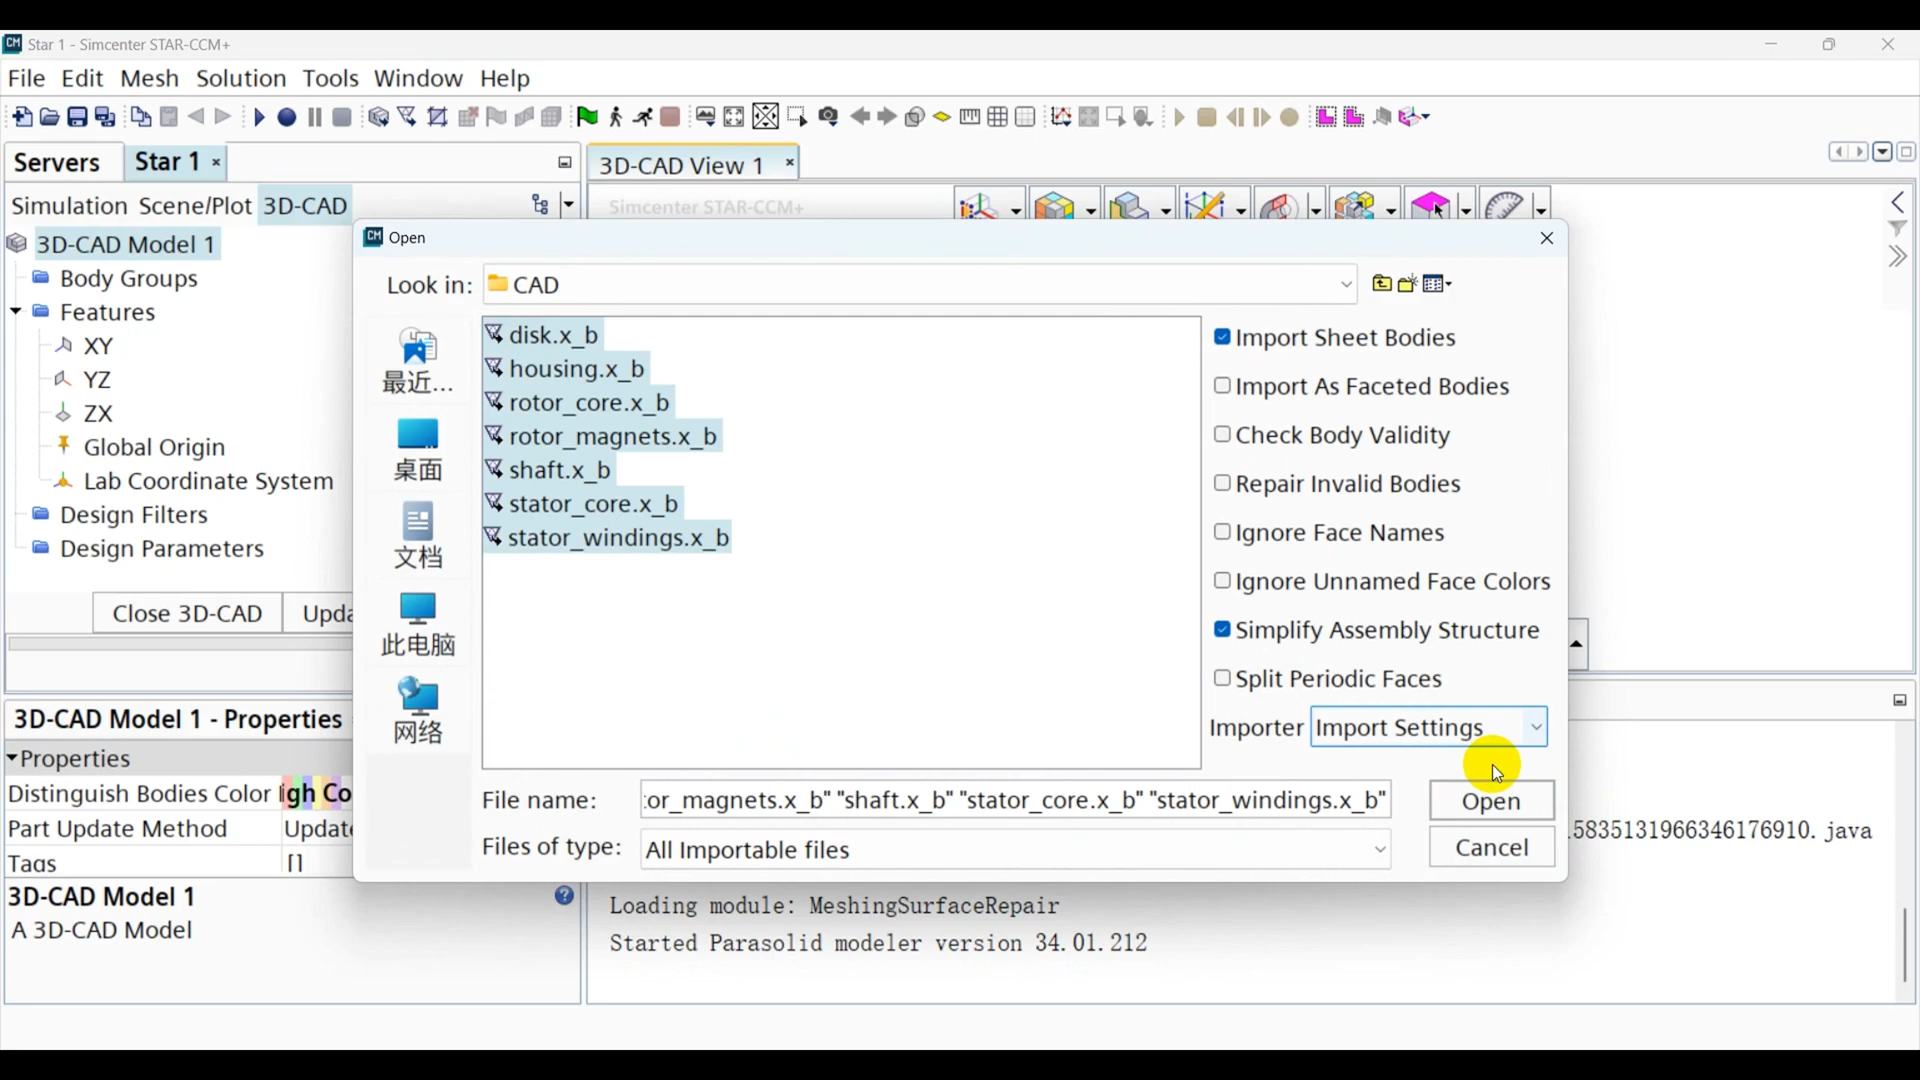 Star 1 - Simcenter STAR-CCM+
File Edit Mesh Solution Tools Window Help
Servers Star 1 ×
3D-CAD View 1
Simulation Scene/Plot 3D-CAD
Simcenter STAR-CCM+
3D-CAD Model 1
Body Groups
Features
XY
YZ
ZX
Global Origin
Lab Coordinate System
Design Filters
Design Parameters
Close 3D-CAD Upda
3D-CAD Model 1 - Properties
Properties
Distinguish Bodies Color
gh Co
Part Update Method Update
Tags []
3D-CAD Model 1
A 3D-CAD Model
Open
Look in: CAD
最近...
桌面
文档
此电脑
网络
disk.x_b
housing.x_b
rotor_core.x_b
rotor_magnets.x_b
shaft.x_b
stator_core.x_b
stator_windings.x_b
Import Sheet Bodies
Import As Faceted Bodies
Check Body Validity
Repair Invalid Bodies
Ignore Face Names
Ignore Unnamed Face Colors
Simplify Assembly Structure
Split Periodic Faces
Importer Import Settings
File name: or_magnets.x_b" "shaft.x_b" "stator_core.x_b" "stator_windings.x_b"
Open
Files of type: All Importable files
Cancel
5835131966346176910.java
Loading module: MeshingSurfaceRepair
Started Parasolid modeler version 34.01.212